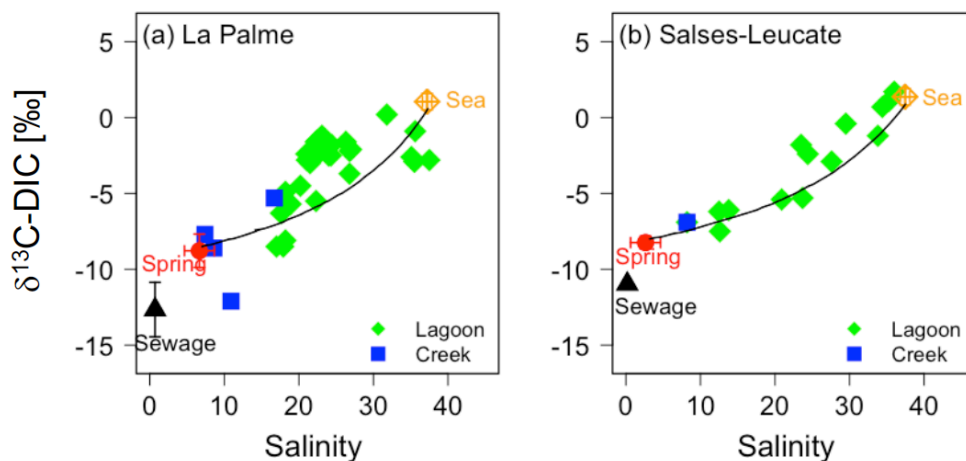 (a) La Palme
(b) Salses-Leucate
δ¹³C-DIC [‰]
5
0
-5
-10
-15
Sea
Spring
Sewage
Lagoon
Creek
0
10
20
30
40
Salinity
5
0
-5
-10
-15
Sea
Spring
Sewage
Lagoon
Creek
0
10
20
30
40
Salinity